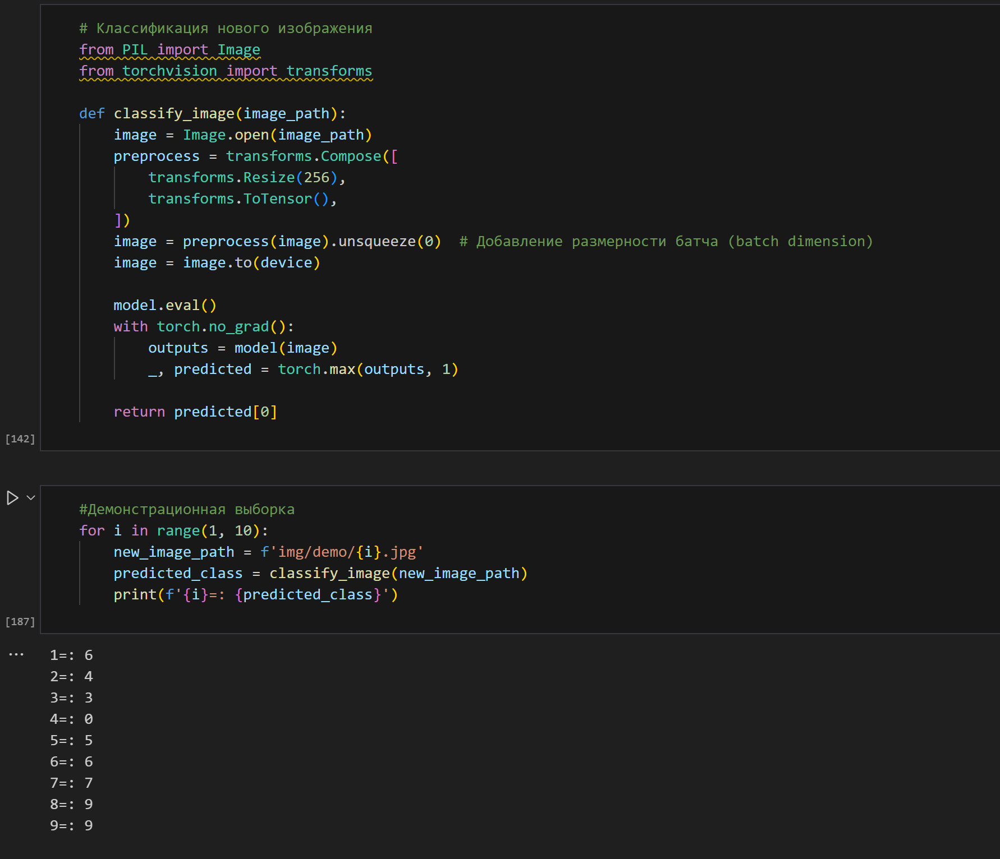 # Классификация нового изображения
from PIL import Image
from torchvision import transforms
def classify_image(image_path):
    image = Image.open(image_path)
    preprocess = transforms.Compose([
        transforms.Resize(256),
        transforms.ToTensor(),
    ])
    image = preprocess(image).unsqueeze(0)  # Добавление размерности батча (batch dimension)
    image = image.to(device)
    model.eval()
    with torch.no_grad():
        outputs = model(image)
        _, predicted = torch.max(outputs, 1)
    return predicted[0]
[142]
#Демонстрационная выборка
for i in range(1, 10):
    new_image_path = f'img/demo/{i}.jpg'
    predicted_class = classify_image(new_image_path)
    print(f'{i}=: {predicted_class}')
[187]
1=: 6
2=: 4
3=: 3
4=: 0
5=: 5
6=: 6
7=: 7
8=: 9
9=: 9